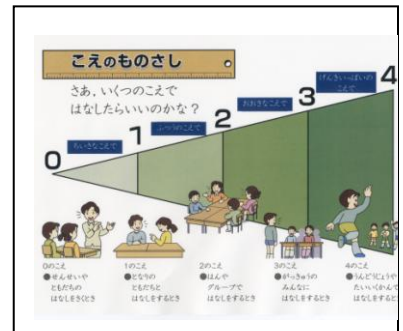 こえのものさし
さあ、いくつのこえで
はなしたらいいのかな？
0
ちいさなこえで
1
ふつうのこえで
2
おおきなこえで
3
げんきいっぱいの
こえで
4
0のこえ
●せんせいや
ともだちの
はなしをきくとき
1のこえ
●となりの
ともだちと
はなしをするとき
2のこえ
●はんや
グループで
はなしをするとき
3のこえ
●がっきゅうの
みんなに
はなしをするとき
4のこえ
●うんどうじょうや
たいいくかんで
はなしをすると